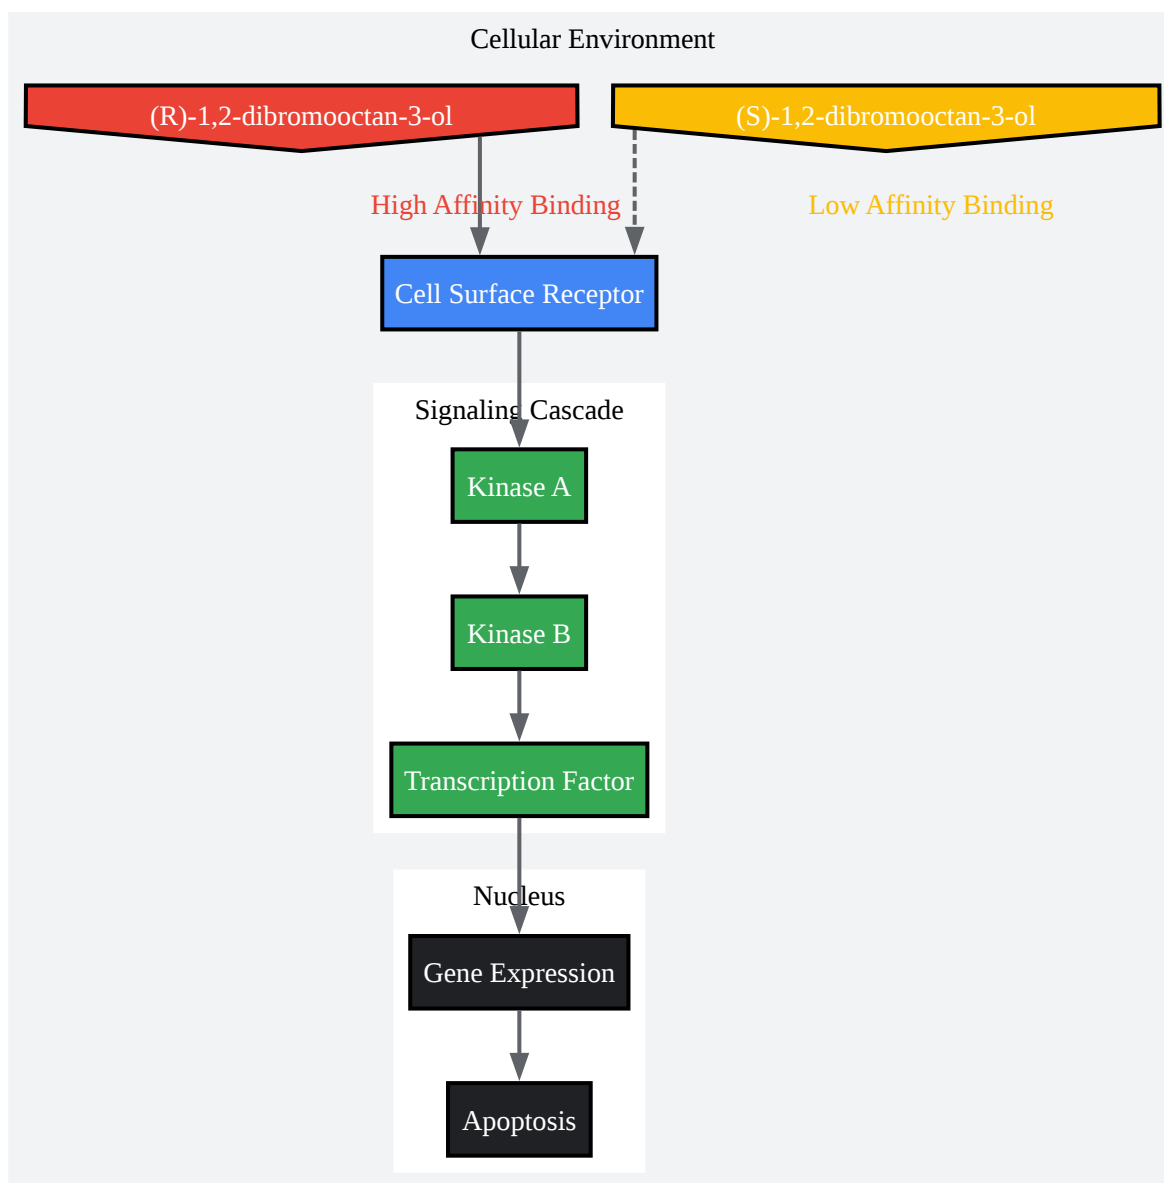 Cellular Environment
(R)-1,2-dibromooctan-3-ol
(S)-1,2-dibromooctan-3-ol
High Affinity Binding
Low Affinity Binding
Cell Surface Receptor
Signaling Cascade
Kinase A
Kinase B
Transcription Factor
Nucleus
Gene Expression
Apoptosis